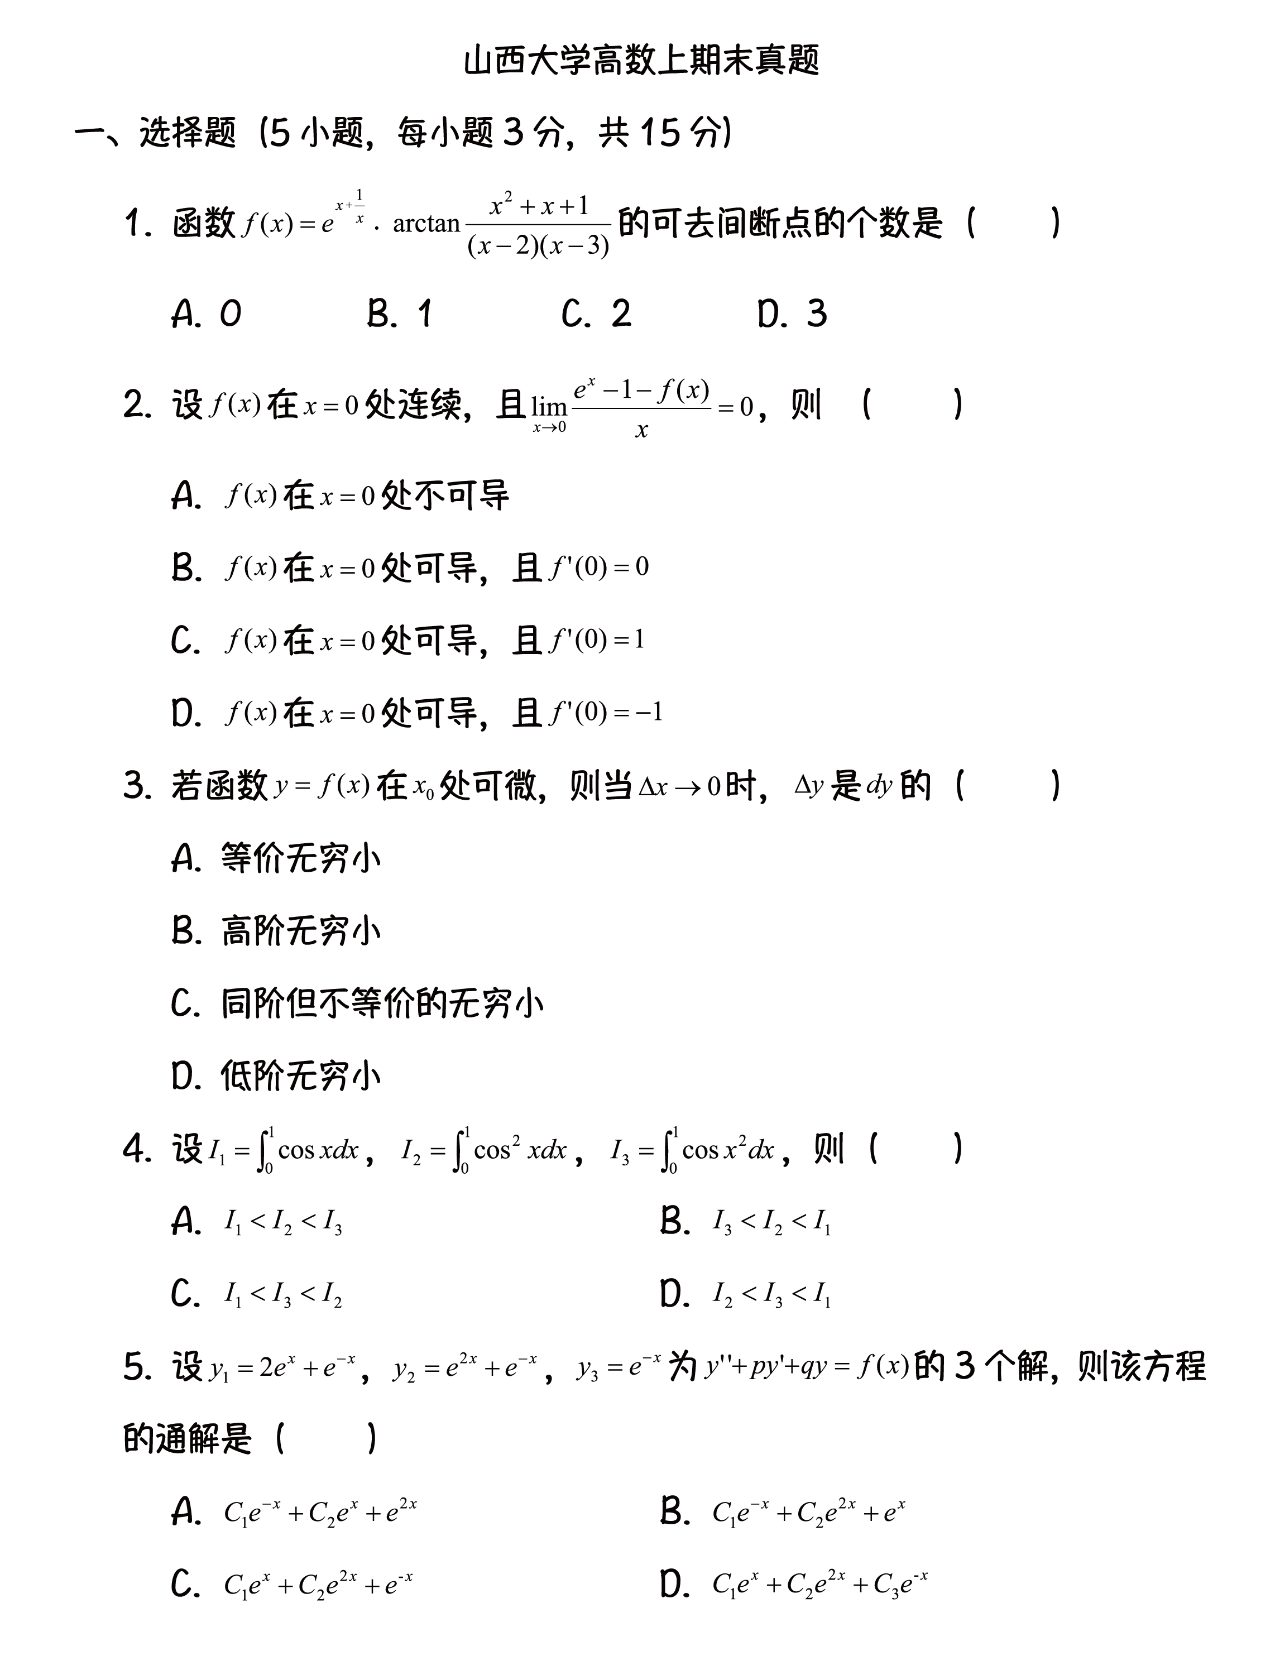 山西大学高数上期末真题
一、选择题（5 小题，每小题 3 分，共 15 分）
1. 函数 $f(x)=e^{x+\frac{1}{x}}\cdot\arctan\frac{x^2+x+1}{(x-2)(x-3)}$ 的可去间断点的个数是（ ）
A. 0 B. 1 C. 2 D. 3
2. 设 $f(x)$ 在 $x=0$ 处连续，且 $\lim_{x\to 0}\frac{e^x-1-f(x)}{x}=0$，则 （ ）
A. $f(x)$ 在 $x=0$ 处不可导
B. $f(x)$ 在 $x=0$ 处可导，且 $f'(0)=0$
C. $f(x)$ 在 $x=0$ 处可导，且 $f'(0)=1$
D. $f(x)$ 在 $x=0$ 处可导，且 $f'(0)=-1$
3. 若函数 $y=f(x)$ 在 $x_0$ 处可微，则当 $\Delta x\to 0$ 时，$\Delta y$ 是 $dy$ 的（ ）
A. 等价无穷小
B. 高阶无穷小
C. 同阶但不等价的无穷小
D. 低阶无穷小
4. 设 $I_1=\int_0^1\cos xdx$，$I_2=\int_0^1\cos^2 xdx$，$I_3=\int_0^1\cos x^2dx$，则（ ）
A. $I_1<I_2<I_3$ B. $I_3<I_2<I_1$
C. $I_1<I_3<I_2$ D. $I_2<I_3<I_1$
5. 设 $y_1=2e^x+e^{-x}$，$y_2=e^{2x}+e^{-x}$，$y_3=e^{-x}$ 为 $y''+py'+qy=f(x)$ 的 3 个解，则该方程
的通解是（ ）
A. $C_1e^{-x}+C_2e^x+e^{2x}$ B. $C_1e^{-x}+C_2e^{2x}+e^x$
C. $C_1e^x+C_2e^{2x}+e^{-x}$ D. $C_1e^x+C_2e^{2x}+C_3e^{-x}$